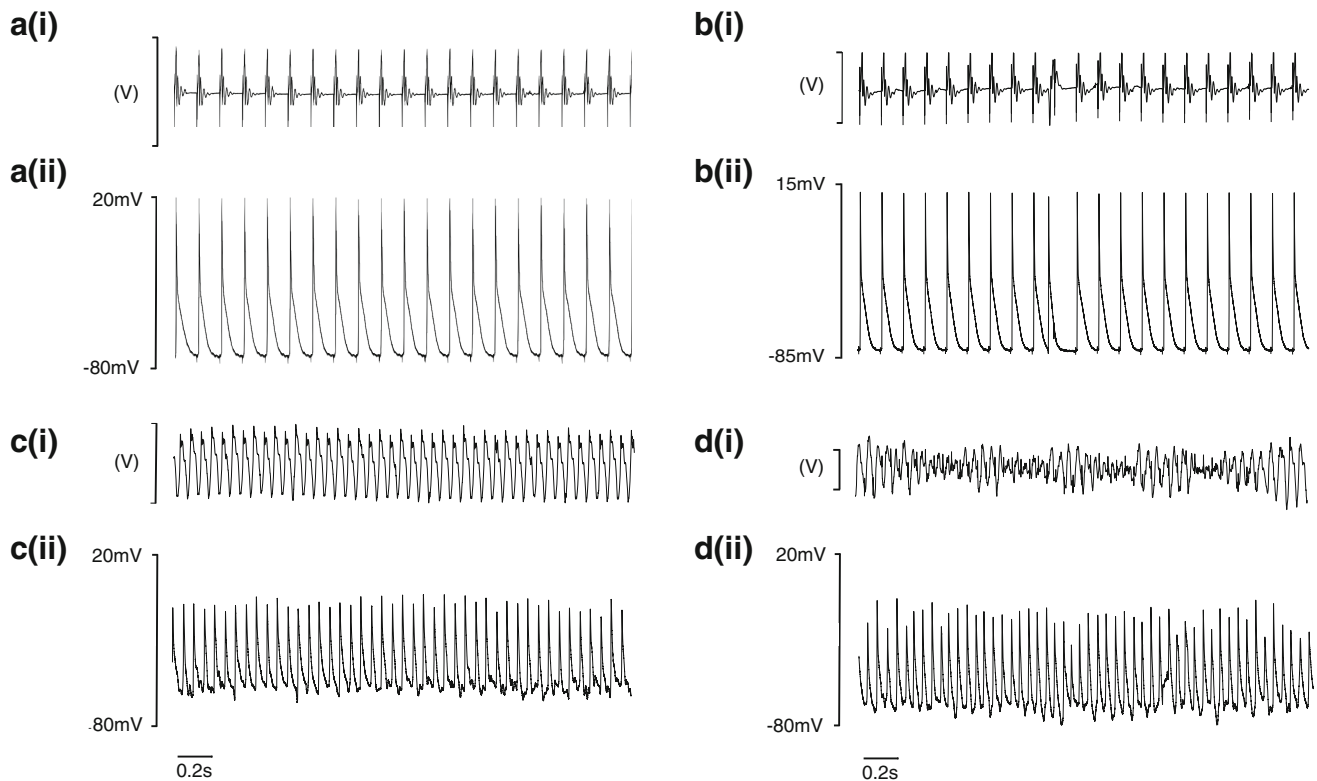 a(i)
(V)
a(ii)
20mV
-80mV
b(i)
(V)
b(ii)
15mV
-85mV
c(i)
(V)
c(ii)
20mV
-80mV
0.2s
d(i)
(V)
d(ii)
20mV
-80mV
0.2s